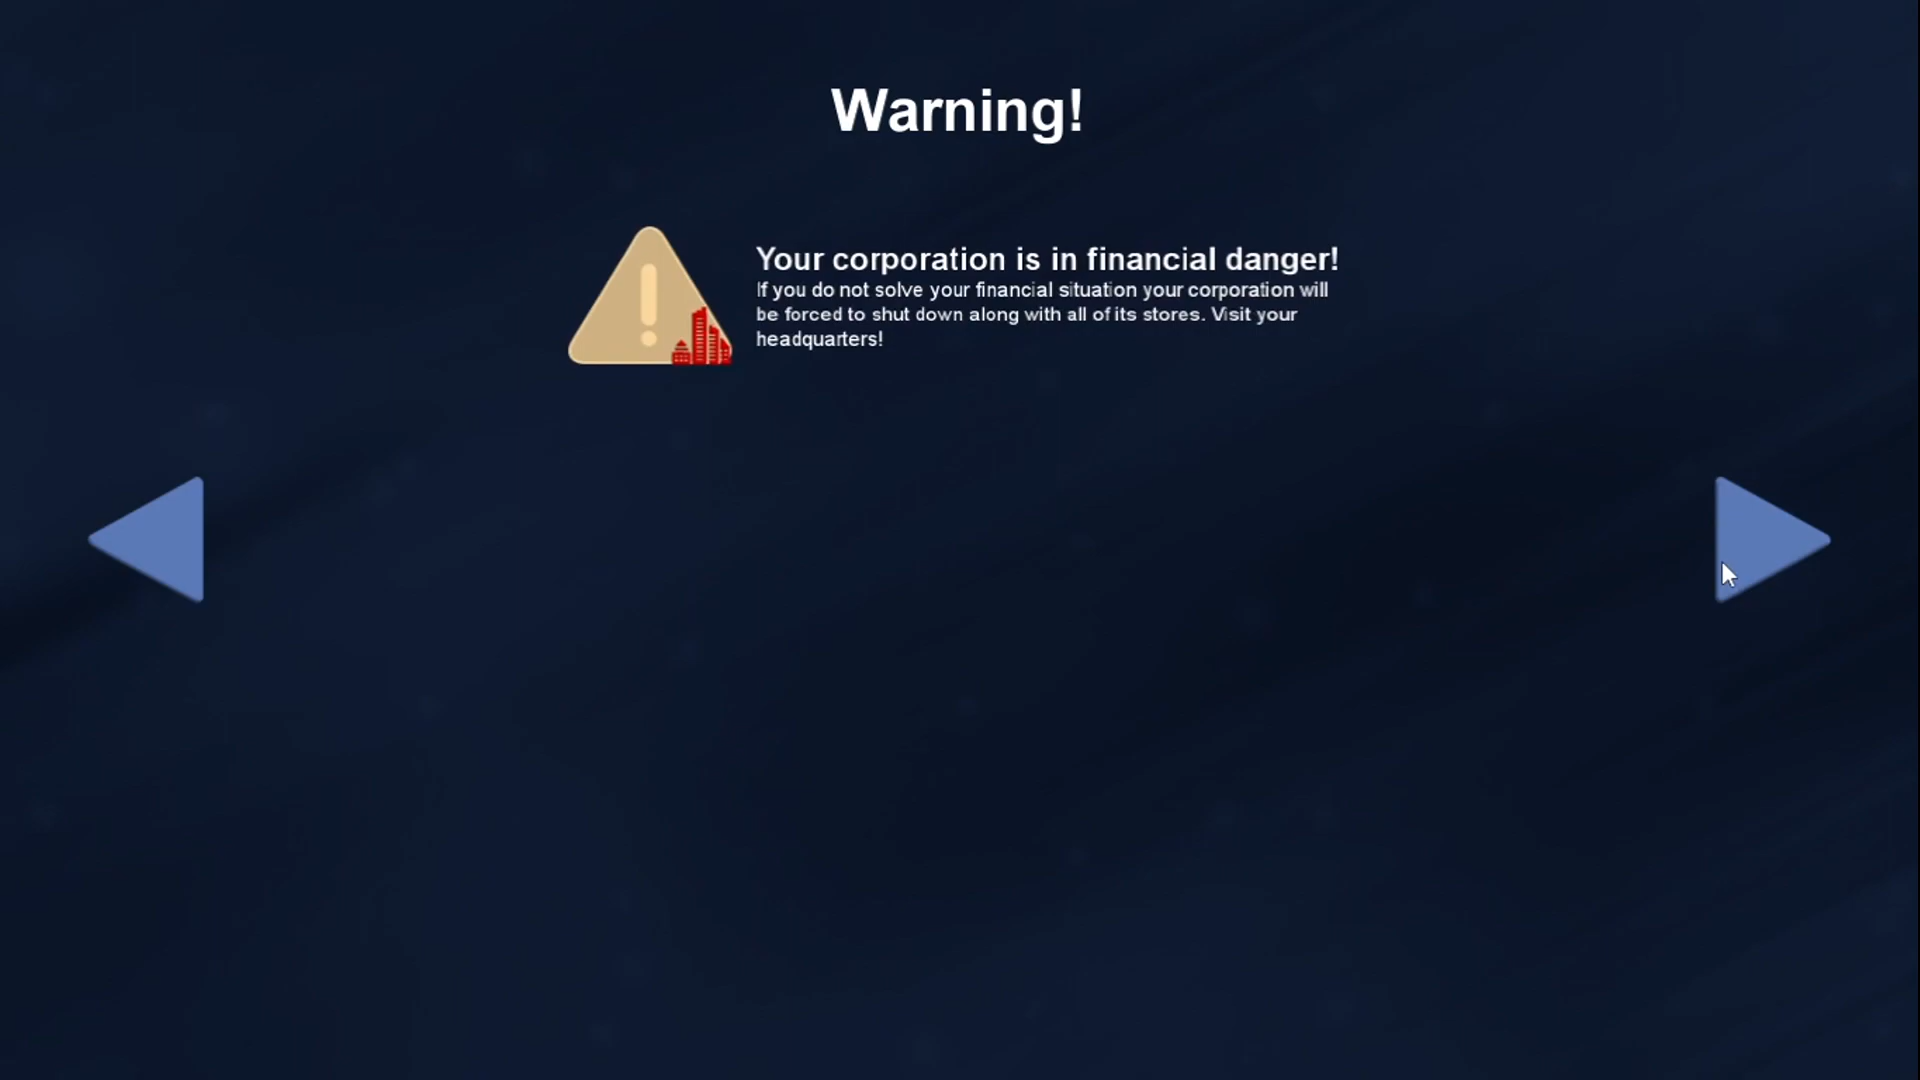 Warning!
Your corporation is in financial danger!
If you do not solve your financial situation your corporation will
be forced to shut down along with all of its stores. Visit your
headquarters!